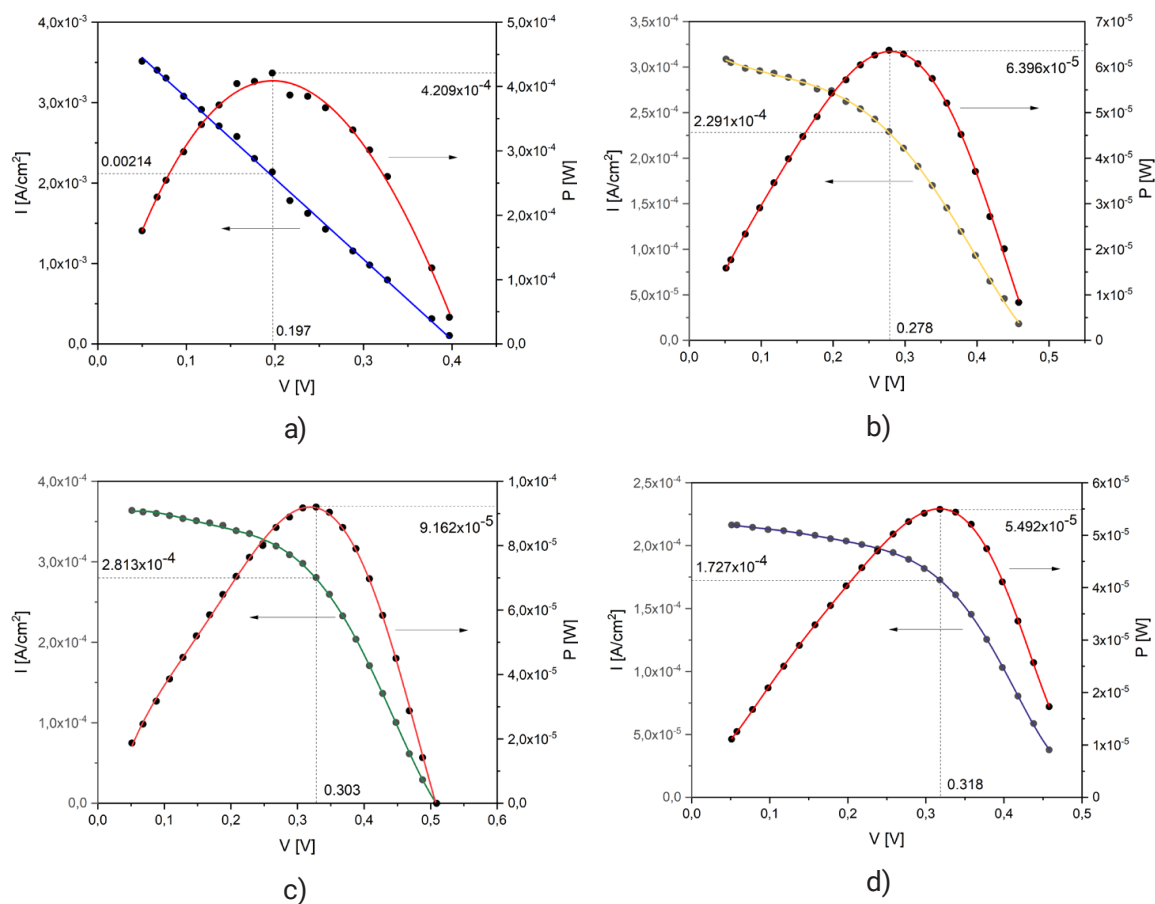 a)
I [A/cm²]
4,0x10⁻³
3,0x10⁻³
2,0x10⁻³
1,0x10⁻³
0,0
5,0x10⁻⁴
4,0x10⁻⁴
3,0x10⁻⁴
2,0x10⁻⁴
1,0x10⁻⁴
0,0
P [W]
4.209x10⁻⁴
0.00214
0.197
0,0 0,1 0,2 0,3 0,4
V [V]
a)
b)
I [A/cm²]
3,5x10⁻⁴
3,0x10⁻⁴
2,5x10⁻⁴
2,0x10⁻⁴
1,5x10⁻⁴
1,0x10⁻⁴
5,0x10⁻⁵
0,0
7x10⁻⁵
6x10⁻⁵
5x10⁻⁵
4x10⁻⁵
3x10⁻⁵
2x10⁻⁵
1x10⁻⁵
0
P [W]
6.396x10⁻⁵
2.291x10⁻⁴
0.278
0,0 0,1 0,2 0,3 0,4 0,5
V [V]
b)
c)
I [A/cm²]
4,0x10⁻⁴
3,0x10⁻⁴
2,0x10⁻⁴
1,0x10⁻⁴
0,0
1,0x10⁻⁴
8,0x10⁻⁵
6,0x10⁻⁵
4,0x10⁻⁵
2,0x10⁻⁵
0,0
P [W]
9.162x10⁻⁵
2.813x10⁻⁴
0.303
0,0 0,1 0,2 0,3 0,4 0,5 0,6
V [V]
c)
d)
I [A/cm²]
2,5x10⁻⁴
2,0x10⁻⁴
1,5x10⁻⁴
1,0x10⁻⁴
5,0x10⁻⁵
0,0
6x10⁻⁵
5x10⁻⁵
4x10⁻⁵
3x10⁻⁵
2x10⁻⁵
1x10⁻⁵
0
P [W]
5.492x10⁻⁵
1.727x10⁻⁴
0.318
0,0 0,1 0,2 0,3 0,4 0,5
V [V]
d)